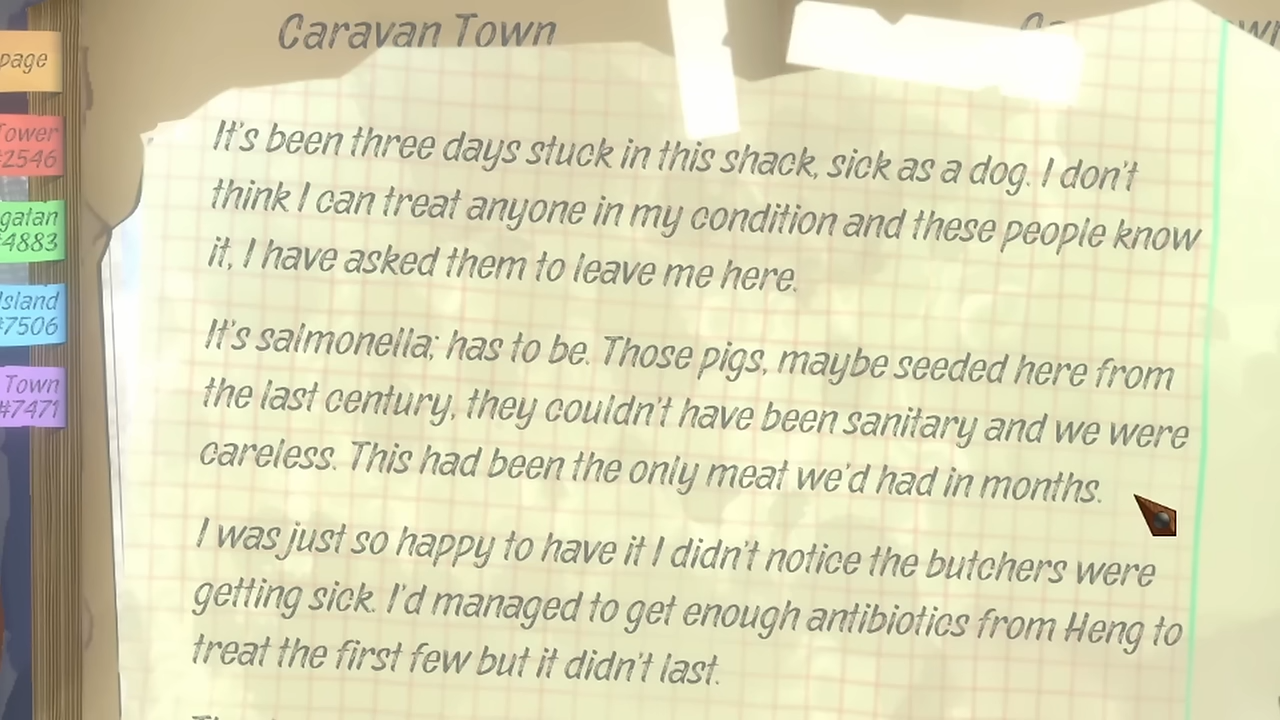 Caravan Town
page
Tower
#2546
gatan
#4883
Island
#7506
Town
#7471
It's been three days stuck in this shack, sick as a dog. I don't
think I can treat anyone in my condition and these people know
it, I have asked them to leave me here.
It's salmonella; has to be. Those pigs, maybe seeded here from
the last century, they couldn't have been sanitary and we were
careless. This had been the only meat we'd had in months.
I was just so happy to have it I didn't notice the butchers were
getting sick. I'd managed to get enough antibiotics from Heng to
treat the first few but it didn't last.